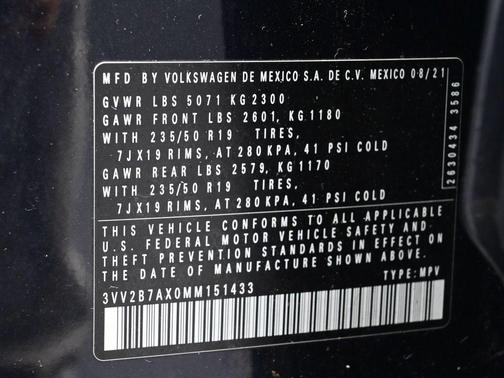 MFD BY VOLKSWAGEN DE MEXICO S.A. DE C.V. MEXICO 08/21
GVWR LBS 5071 KG 2300
GAWR FRONT LBS 2601, KG 1180
WITH 235/50 R19 TIRES,
7JX19 RIMS, AT 280 KPA, 41 PSI COLD
GAWR REAR LBS 2579, KG 1170
WITH 235/50 R19 TIRES,
7JX19 RIMS, AT 280 KPA, 41 PSI COLD
THIS VEHICLE CONFORMS TO ALL APPLICABLE
U.S. FEDERAL MOTOR VEHICLE SAFETY AND
THEFT PREVENTION STANDARDS IN EFFECT ON
THE DATE OF MANUFACTURE SHOWN ABOVE.
3VV2B7AX0MM151433 TYPE: MPV
2630434 3586